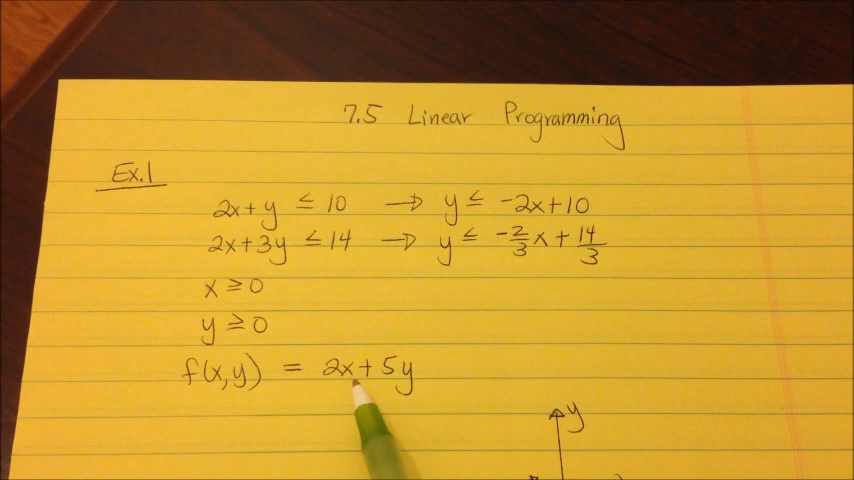 7.5 Linear Programming
Ex.1
2x+y ≤ 10 → y ≤ -2x+10
2x+3y ≤ 14 → y ≤ -2/3 x + 14/3
x ≥ 0
y ≥ 0
f(x,y) = 2x+5y
y